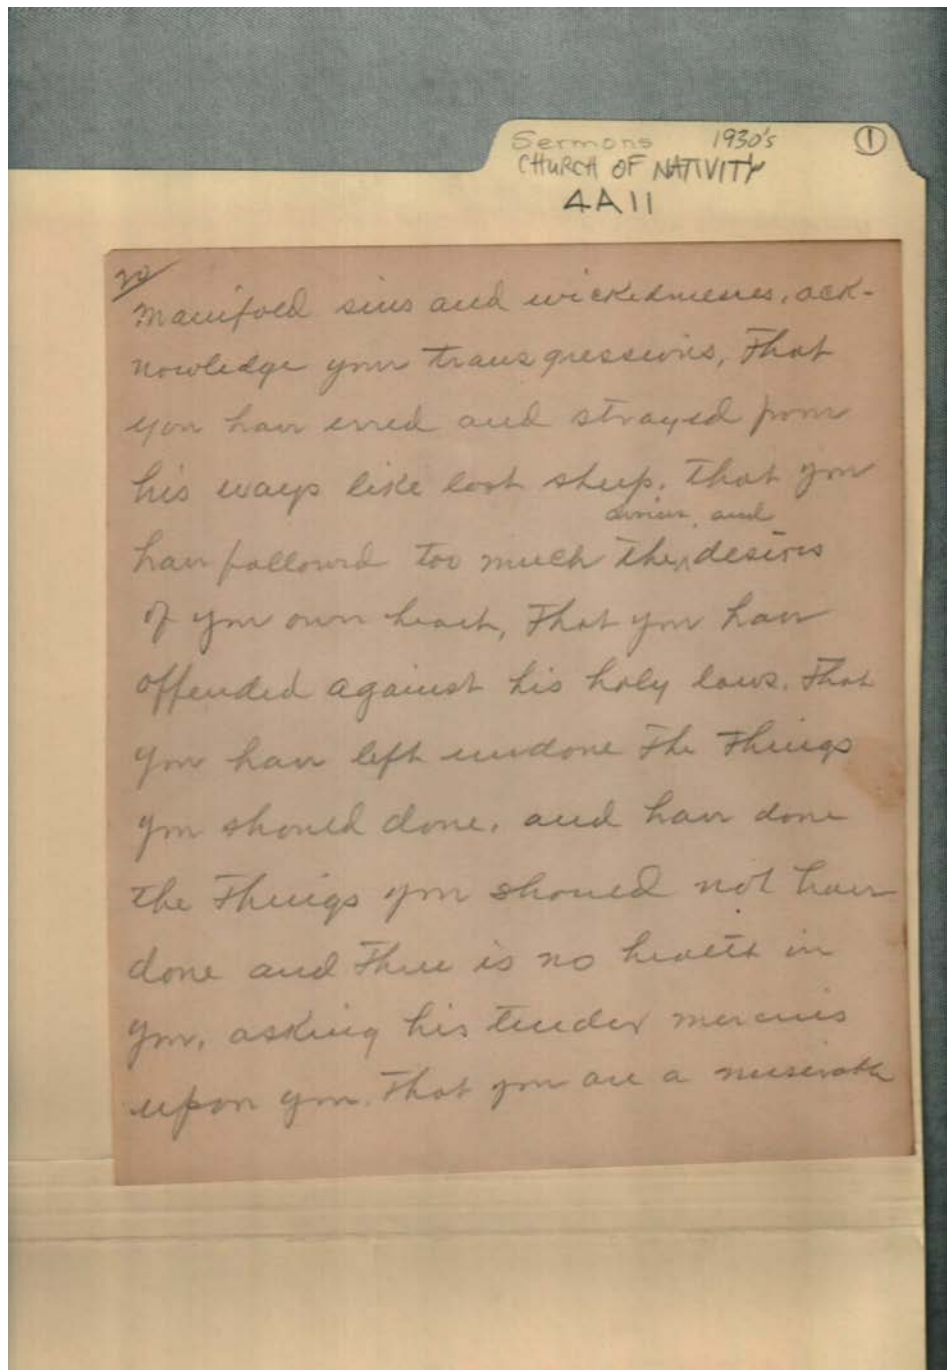 Sermons 1930's ①
CHURCH OF NATIVITY
4A11
20
Manifold sins and wickednesses, ack-
nowledge your transgressions, That
you have erred and strayed from
his ways like lost sheep. That you
and
have followed too much the desires
of your own heart, That you have
offended against his holy laws. That
you have left undone The Things
you should done, and have done
the Things you should not have
done and There is no health in
you, asking his tender mercies
upon you. That you are a miserable